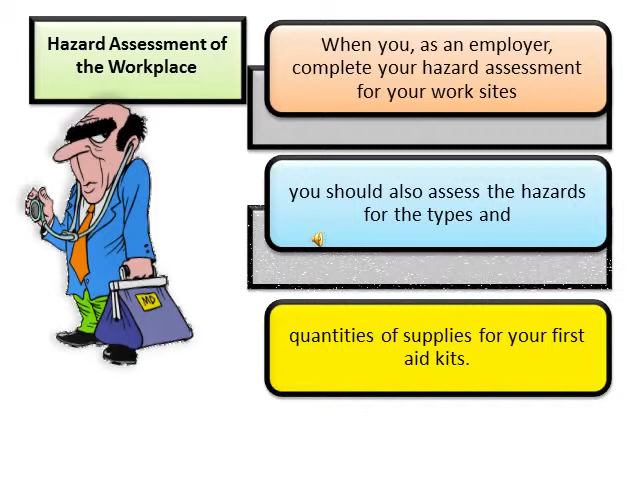 Hazard Assessment of
the Workplace
When you, as an employer,
complete your hazard assessment
for your work sites
you should also assess the hazards
for the types and
quantities of supplies for your first
aid kits.
MD